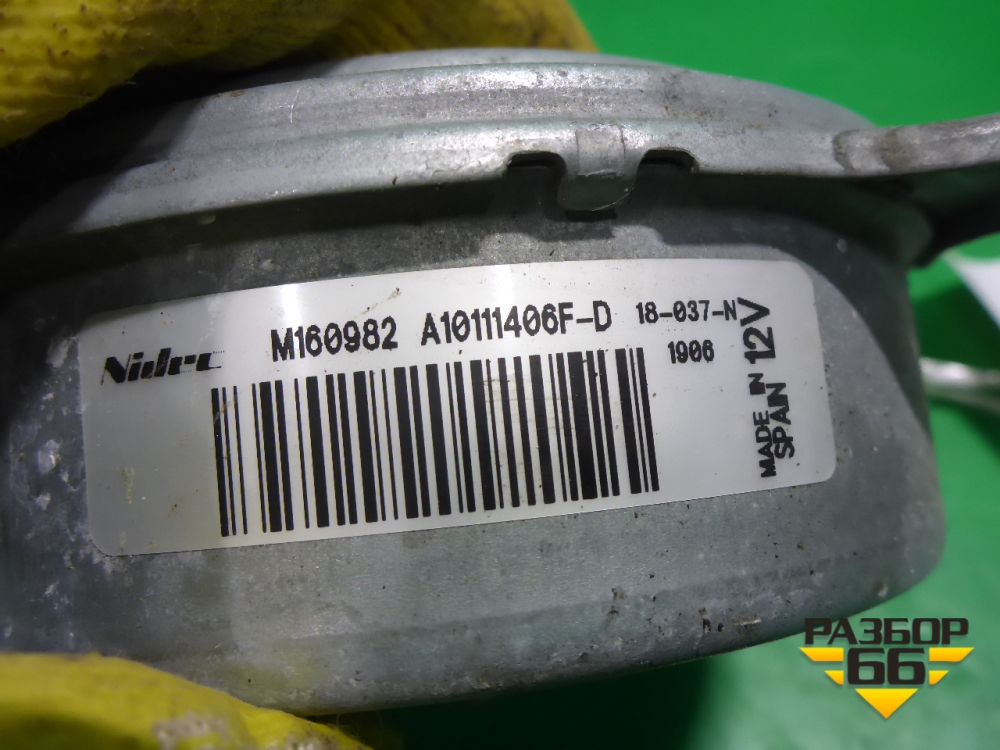 Nidec
M160982 A10111406F-D 18-037-N
1906
MADE IN
SPAIN 12V
РАЗБОР
66